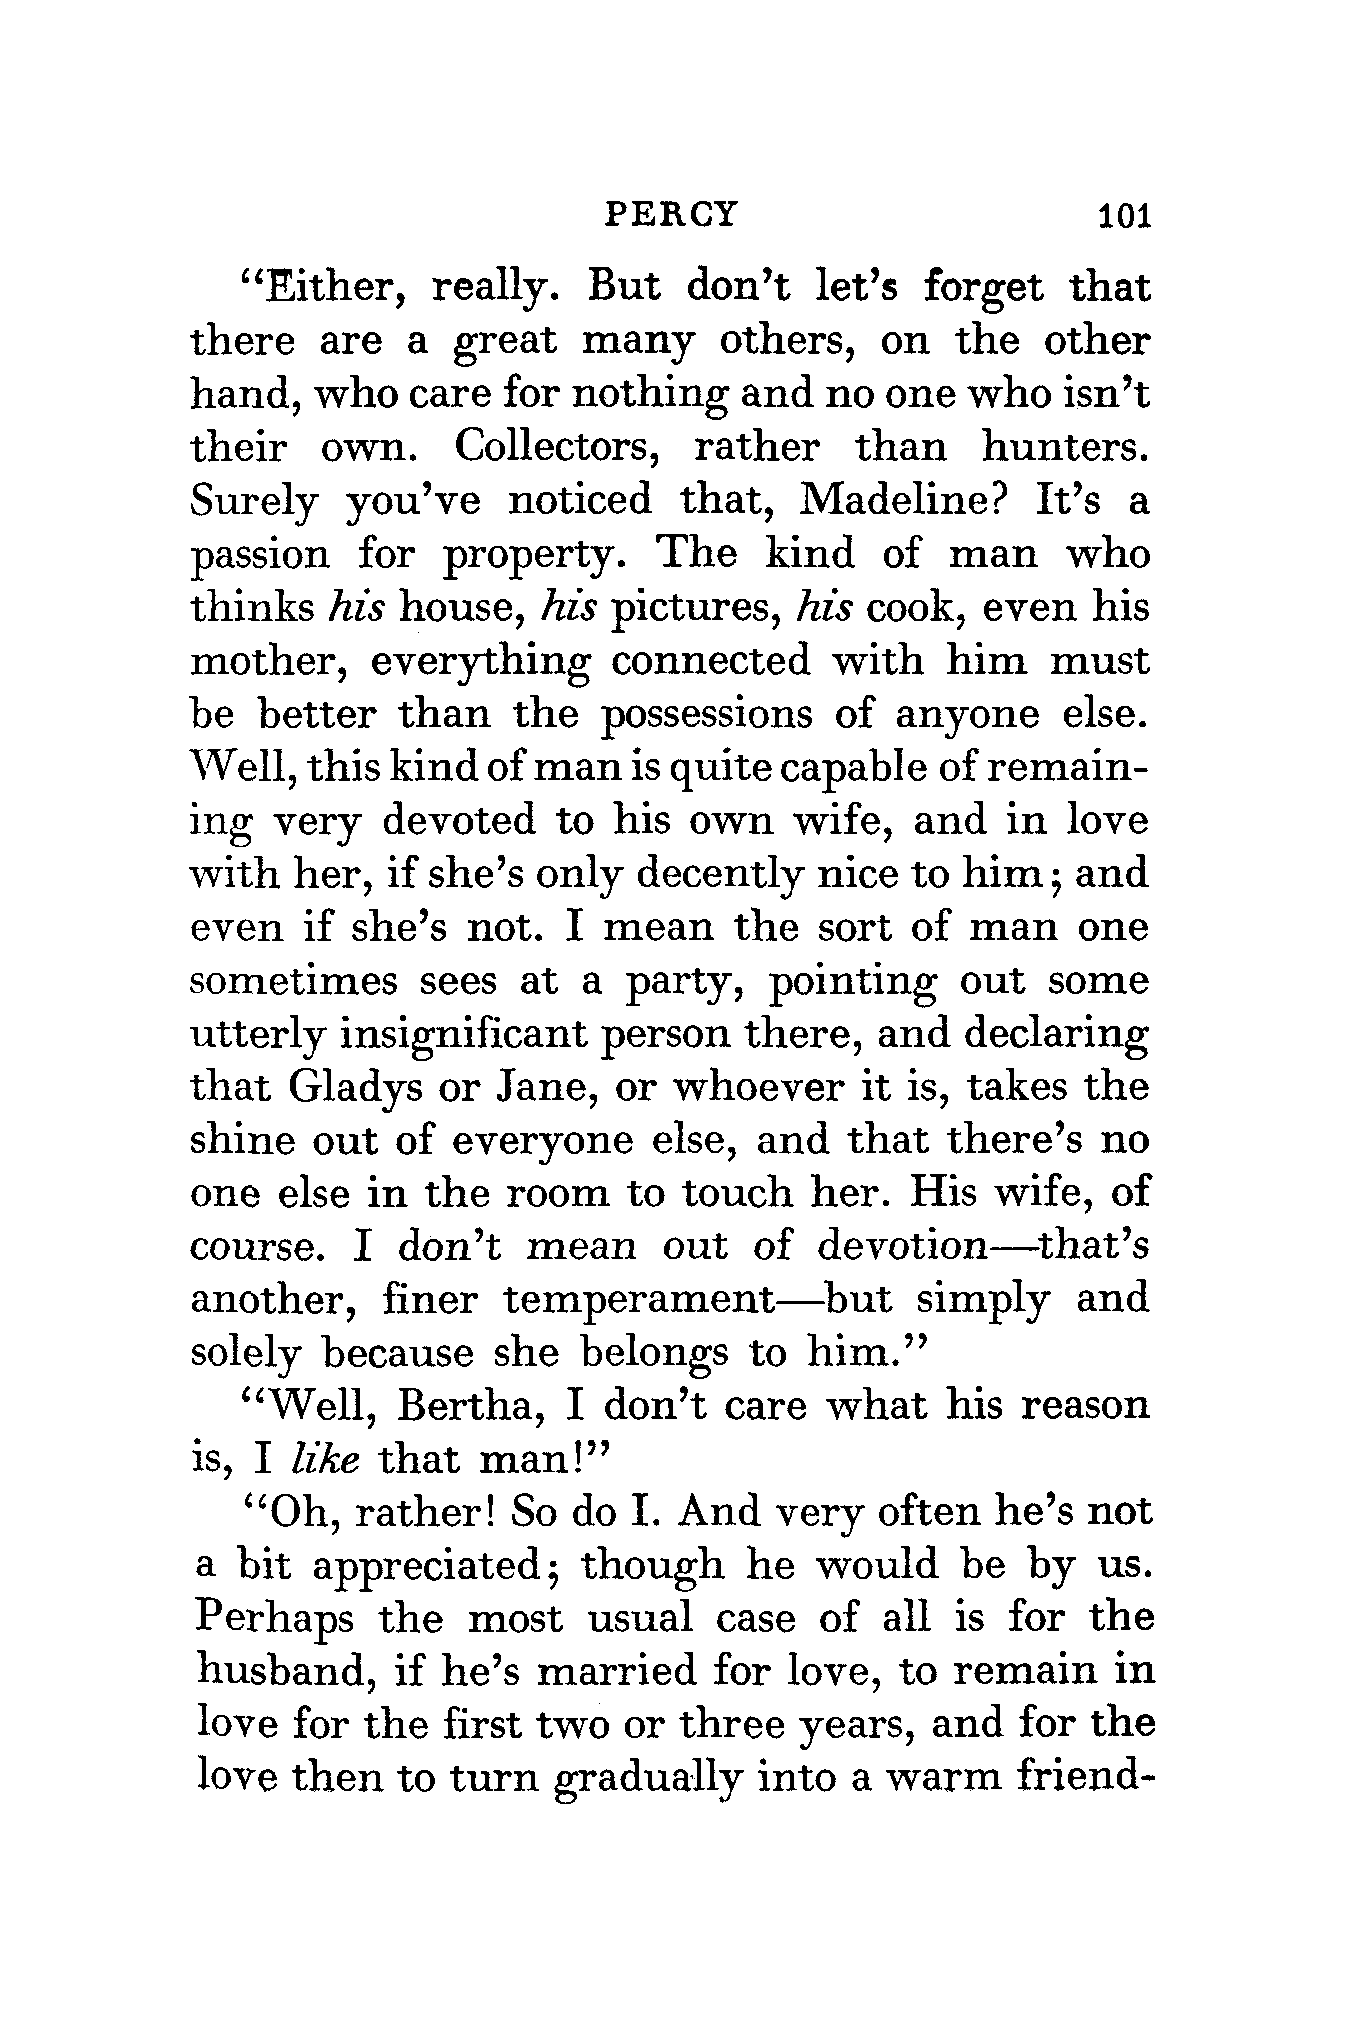 PERCY 101
“Either, really. But don’t let’s forget that
there are a great many others, on the other
hand, who care for nothing and no one who isn’t
their own. Collectors, rather than hunters.
Surely you’ve noticed that, Madeline? It’s a
passion for property. The kind of man who
thinks his house, his pictures, his cook, even his
mother, everything connected with him must
be better than the possessions of anyone else.
Well, this kind of man is quite capable of remain-
ing very devoted to his own wife, and in love
with her, if she’s only decently nice to him; and
even if she’s not. I mean the sort of man one
sometimes sees at a party, pointing out some
utterly insignificant person there, and declaring
that Gladys or Jane, or whoever it is, takes the
shine out of everyone else, and that there’s no
one else in the room to touch her. His wife, of
course. I don’t mean out of devotion—that’s
another, finer temperament—but simply and
solely because she belongs to him.”
“Well, Bertha, I don’t care what his reason
is, I like that man!”
“Oh, rather! So do I. And very often he’s not
a bit appreciated; though he would be by us.
Perhaps the most usual case of all is for the
husband, if he’s married for love, to remain in
love for the first two or three years, and for the
love then to turn gradually into a warm friend-